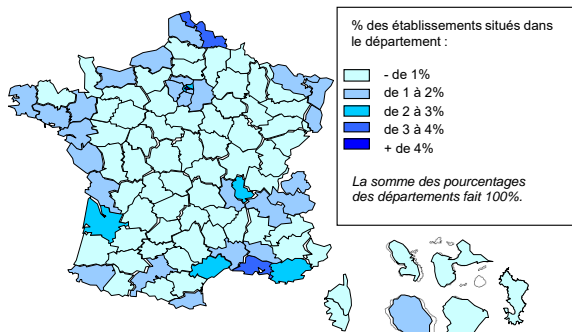 % des établissements situés dans
le département :
- de 1%
de 1 à 2%
de 2 à 3%
de 3 à 4%
+ de 4%
La somme des pourcentages
des départements fait 100%.